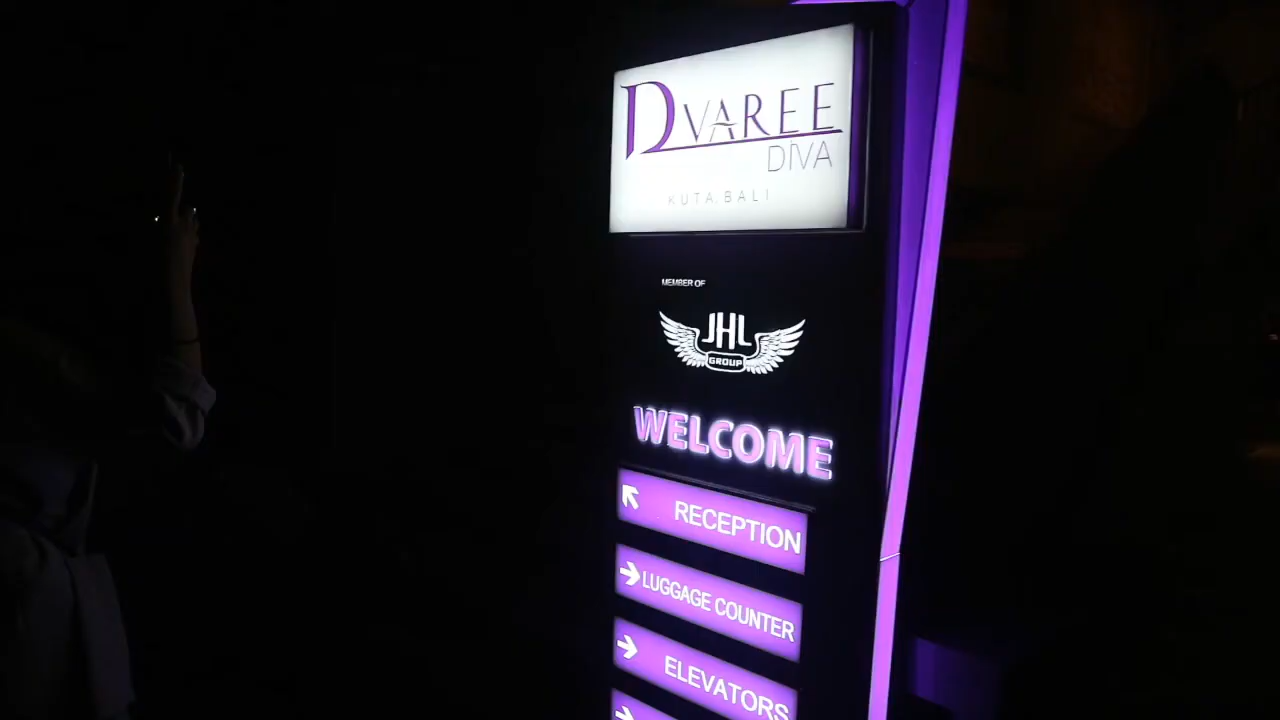 DVAREE
DIVA
KUTA, BALI
MEMBER OF
JHL
GROUP
WELCOME
RECEPTION
LUGGAGE COUNTER
ELEVATORS